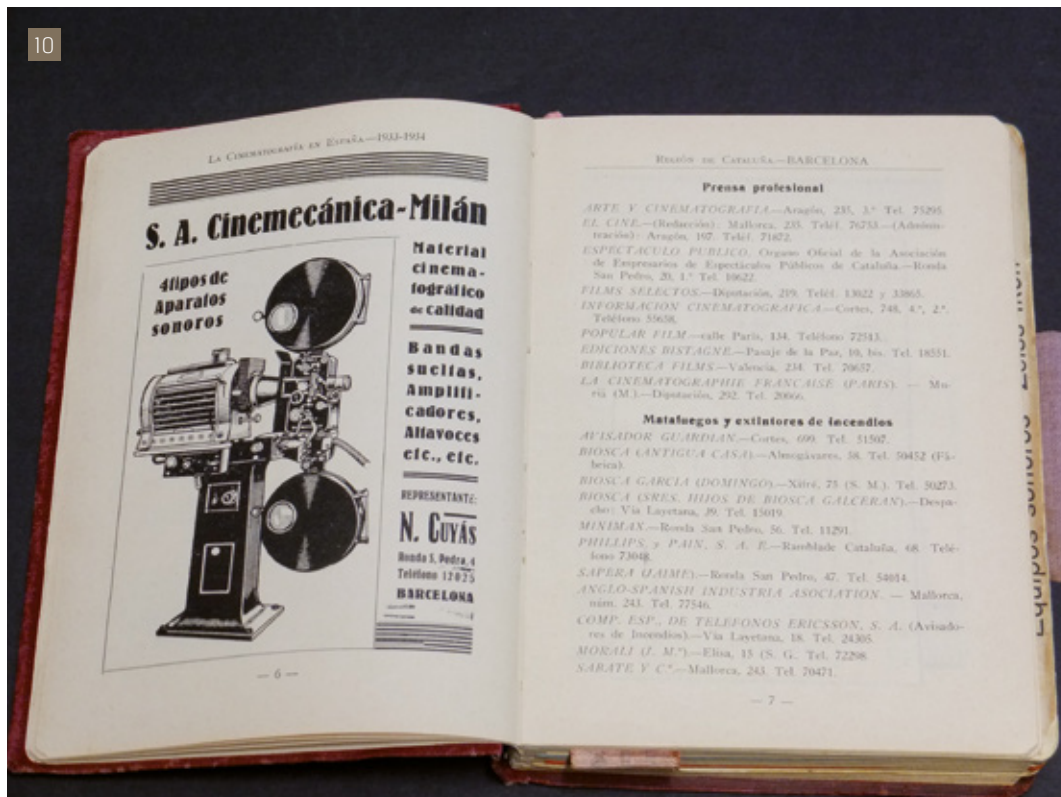 10
LA CINEMATOGRAFÍA EN ESPAÑA.—1933-1934
S. A. Cinemecánica-Milán
4 tipos de
Aparatos
sonoros
Material
cinema-
tográfico
de calidad
Bandas
sueltas,
Amplifi-
cadores,
Altavoces
etc., etc.
REPRESENTANTE:
N. CUYÁS
Ronda S. Pedro, 4
Teléfono 12025
BARCELONA
— 6 —
REGIÓN DE CATALUÑA.—BARCELONA
Prensa profesional
ARTE Y CINEMATOGRAFIA.—Aragón, 235, 3.º Tel. 75295.
EL CINE.—(Redacción): Mallorca, 235. Teléf. 76753.—(Adminis-
tración): Aragón, 197. Teléf. 71872.
ESPECTACULO PUBLICO, Organo Oficial de la Asociación
de Empresarios de Espectáculos Públicos de Cataluña.—Ronda
San Pedro, 20, 1.º Tel. 10622.
FILMS SELECTOS.—Diputación, 219. Teléf. 13022 y 33865.
INFORMACION CINEMATOGRAFICA.—Cortes, 748, 4.º, 2.ª.
Teléfono 55658.
POPULAR FILM.—calle París, 134. Teléfono 72513.
EDICIONES BISTAGNE.—Pasaje de la Paz, 10, bis. Tel. 18551.
BIBLIOTECA FILMS.—Valencia, 234. Tel. 70657.
LA CINEMATOGRAPHIE FRANCAISE (PARIS). — Mu-
ria (M.).—Diputación, 292. Tel. 20066.
Matafuegos y extintores de incendios
AVISADOR GUARDIAN.—Cortes, 699. Tel. 51507.
BIOSCA (ANTIGUA CASA).—Almogávares, 58. Tel. 50452 (Fá-
brica).
BIOSCA GARCIA (DOMINGO).—Xifré, 75 (S. M.). Tel. 50273.
BIOSCA (SRES. HIJOS DE BIOSCA GALCERAN).—Despa-
cho: Vía Layetana, 39. Tel. 15019.
MINIMAX.—Ronda San Pedro, 56. Tel. 11291.
PHILLIPS, y PAIN, S. A. E.—Ramblade Cataluña, 68. Telé-
fono 73048.
SAPERA (JAIME).—Ronda San Pedro, 47. Tel. 54014.
ANGLO-SPANISH INDUSTRIA ASOCIATION. — Mallorca,
núm. 243. Tel. 77546.
COMP. ESP. DE TELEFONOS ERICSSON, S. A. (Avisado-
res de Incendios).—Vía Layetana, 18. Tel. 24305.
MORALI (J. M.ª).—Elisa, 15 (S. G. Tel. 72298.
SABATE Y C.ª—Mallorca, 243. Tel. 70471.
— 7 —
Equipos sonoros